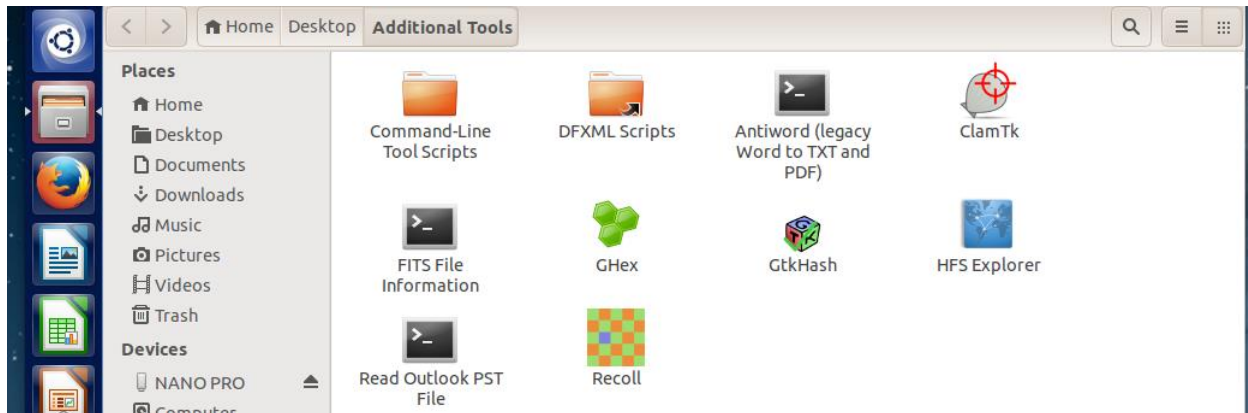 Home Desktop Additional Tools
Places
Home
Desktop
Documents
Downloads
Music
Pictures
Videos
Trash
Devices
NANO PRO
Computer
Command-Line
Tool Scripts
DFXML Scripts
Antiword (legacy
Word to TXT and
PDF)
ClamTk
FITS File
Information
GHex
GtkHash
HFS Explorer
Read Outlook PST
File
Recoll